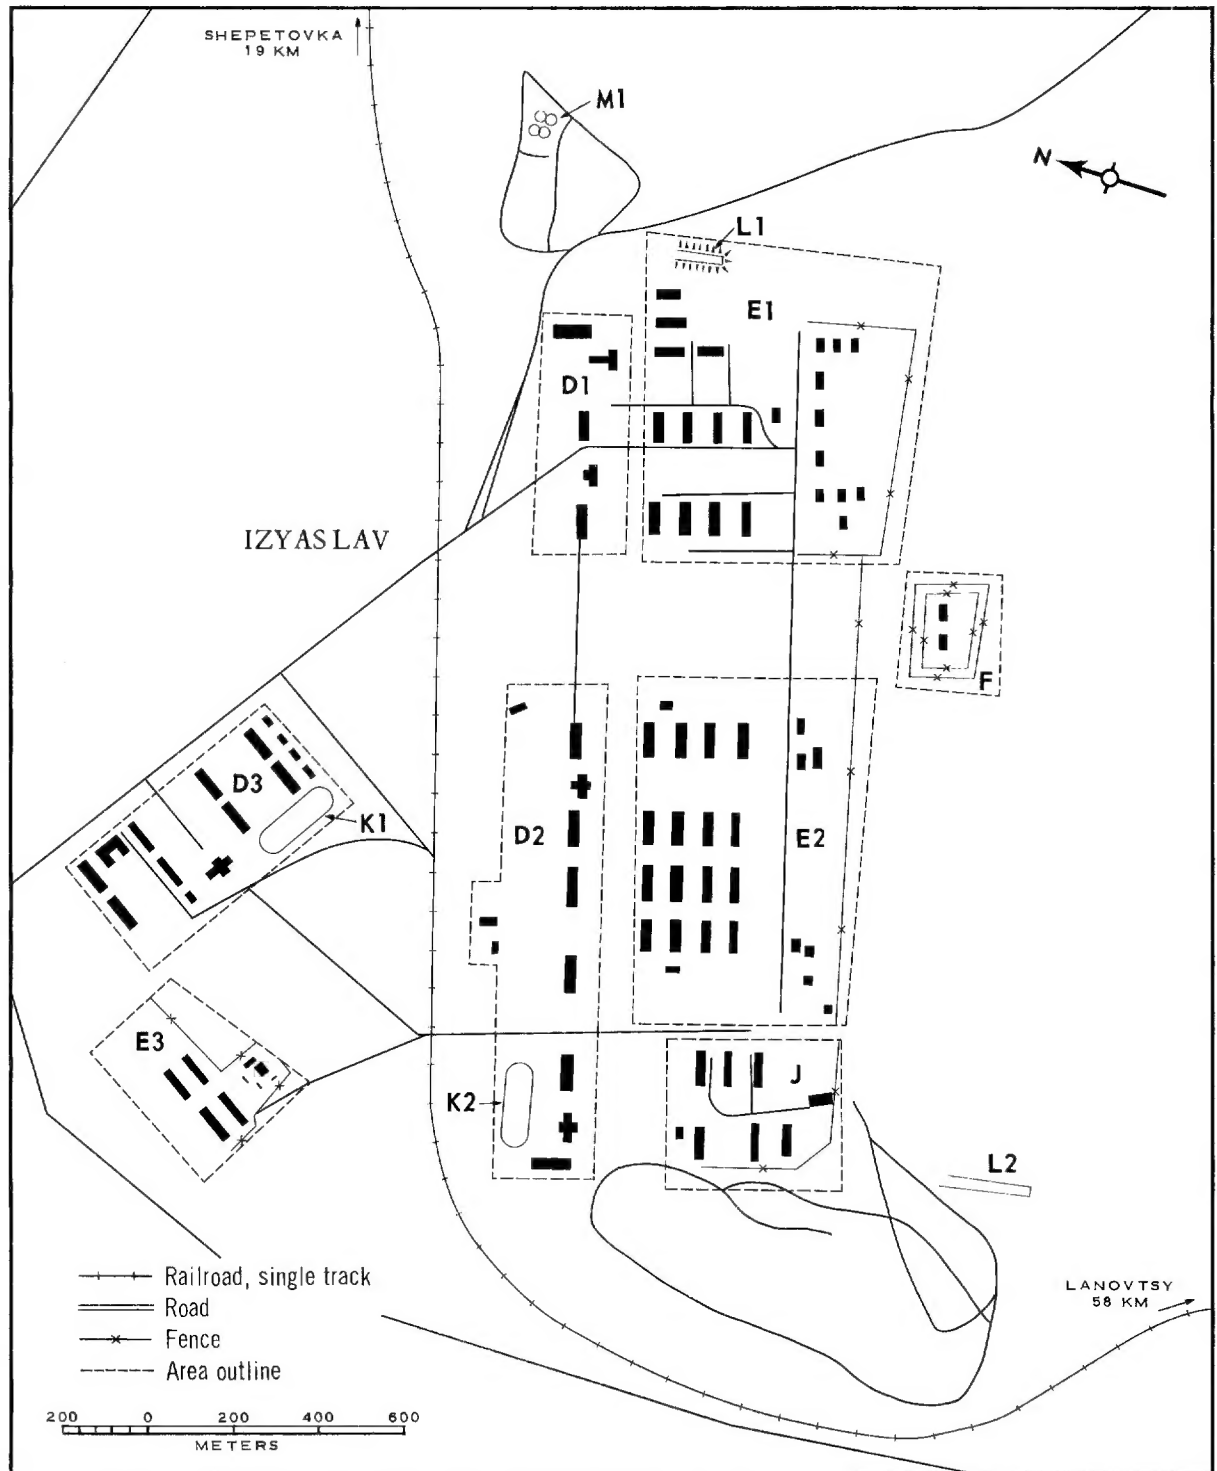 SHEPETOVKA
19 KM
M1
N
L1
E1
D1
IZYASLAV
F
D3
K1
D2
E2
E3
J
K2
L2
LANOVTSY
58 KM
Railroad, single track
Road
Fence
Area outline
200 0 200 400 600
METERS